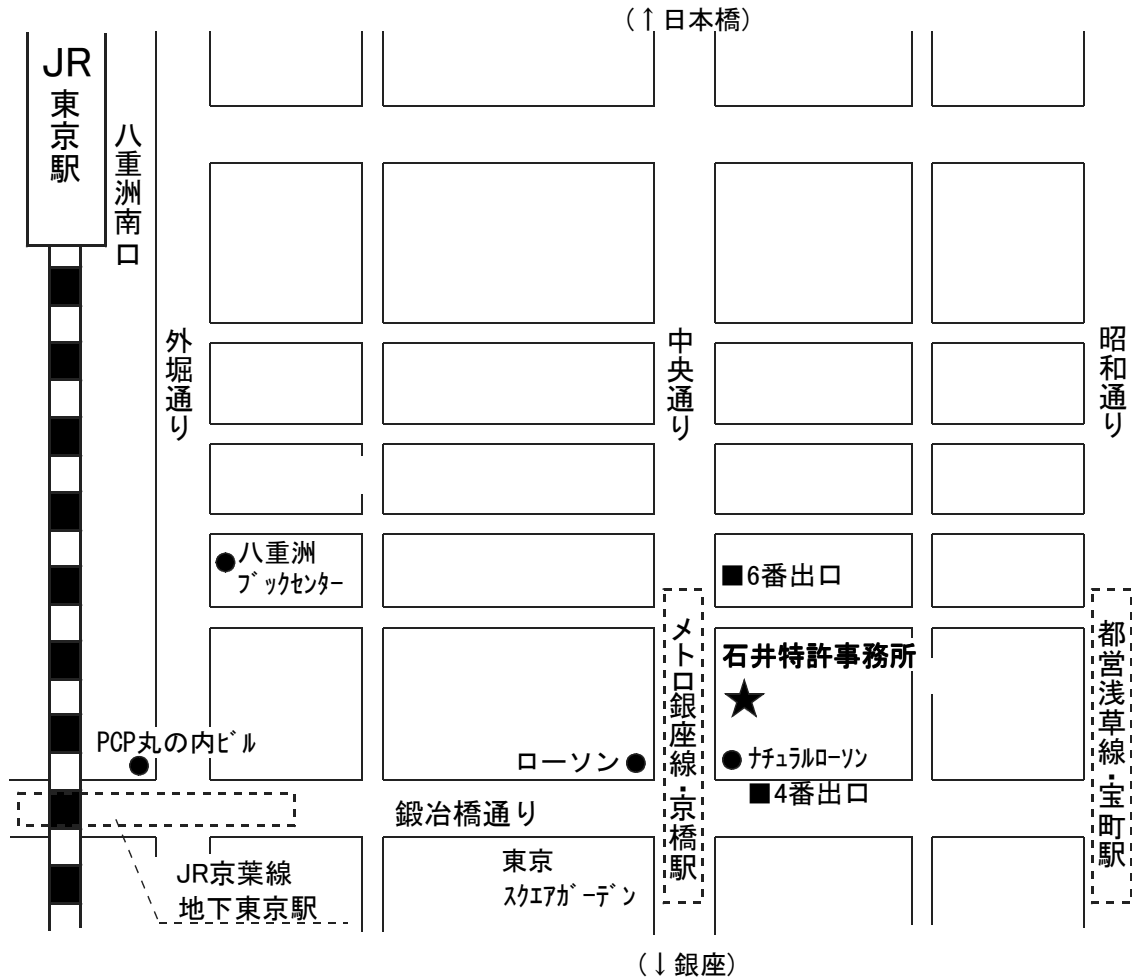 (↑日本橋)
JR
東京駅
八重洲南口
外堀通り
中央通り
昭和通り
八重洲
ブックセンター
■6番出口
メトロ銀座線・京橋駅
石井特許事務所
★
都営浅草線・宝町駅
PCP丸の内ビル
ローソン
ナチュラルローソン
■4番出口
鍛冶橋通り
JR京葉線
地下東京駅
東京
スクエアガーデン
(↓銀座)